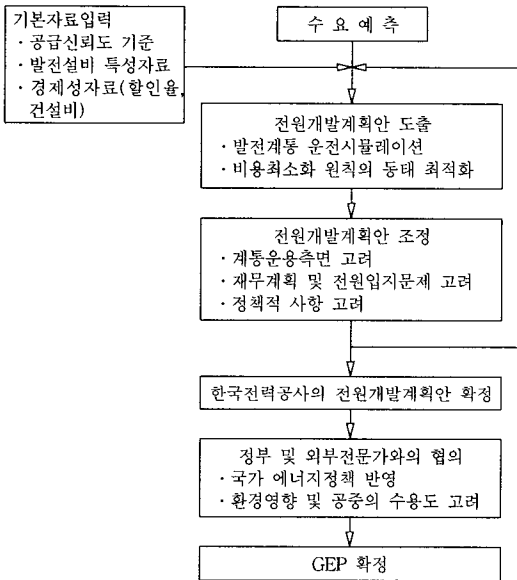 기본자료입력
· 공급신뢰도 기준
· 발전설비 특성자료
· 경제성자료(할인율,
건설비)
수 요 예 측
전원개발계획안 도출
· 발전계통 운전시뮬레이션
· 비용최소화 원칙의 동태 최적화
전원개발계획안 조정
· 계통운용측면 고려
· 재무계획 및 전원입지문제 고려
· 정책적 사항 고려
한국전력공사의 전원개발계획안 확정
정부 및 외부전문가와의 협의
· 국가 에너지정책 반영
· 환경영향 및 공중의 수용도 고려
GEP 확정